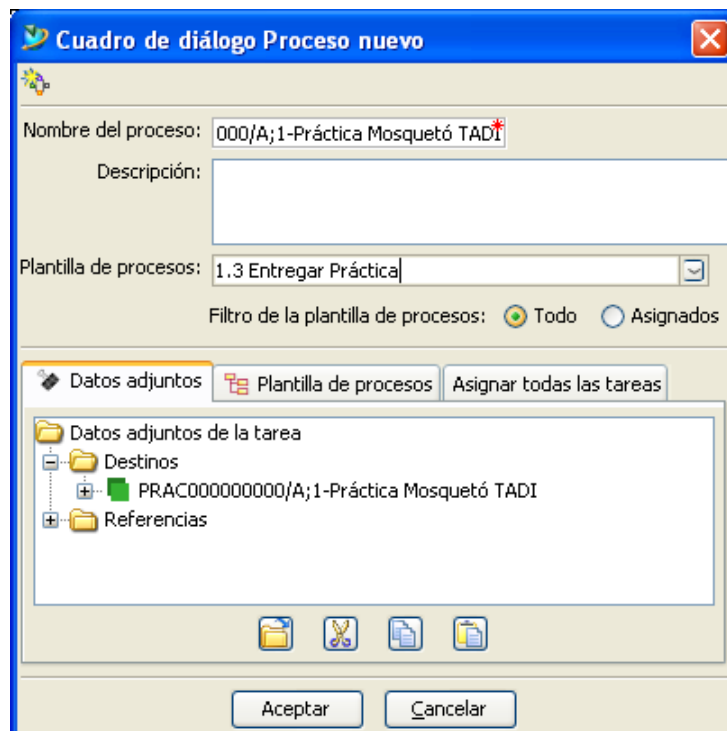 Cuadro de diálogo Proceso nuevo
Nombre del proceso: 000/A;1-Práctica Mosquetó TADI
Descripción:
Plantilla de procesos: 1.3 Entregar Práctica
Filtro de la plantilla de procesos: Todo Asignados
Datos adjuntos Plantilla de procesos Asignar todas las tareas
Datos adjuntos de la tarea
Destinos
PRAC000000000/A;1-Práctica Mosquetó TADI
Referencias
Aceptar Cancelar